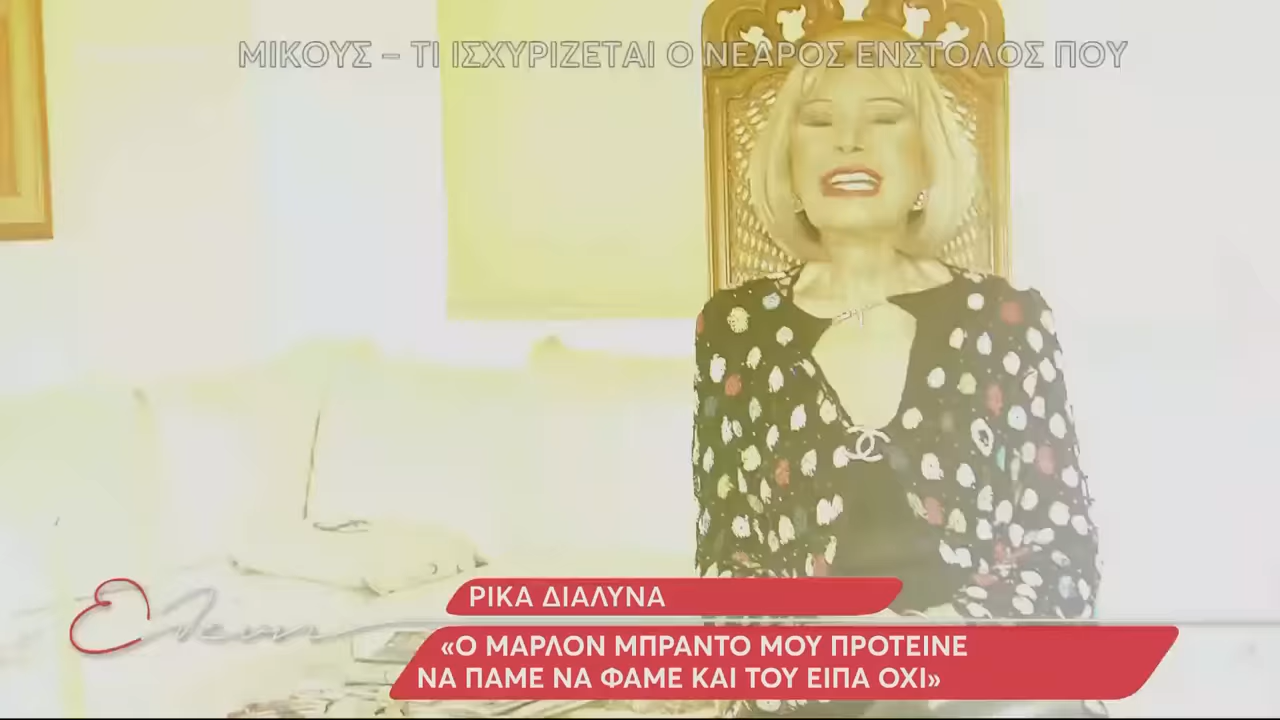 ΜΙΚΟΥΣ – ΤΙ ΙΣΧΥΡΙΖΕΤΑΙ Ο ΝΕΑΡΟΣ ΕΝΣΤΟΛΟΣ ΠΟΥ
ΡΙΚΑ ΔΙΑΛΥΝΑ
Ελένη
«Ο ΜΑΡΛΟΝ ΜΠΡΑΝΤΟ ΜΟΥ ΠΡΟΤΕΙΝΕ
ΝΑ ΠΑΜΕ ΝΑ ΦΑΜΕ ΚΑΙ ΤΟΥ ΕΙΠΑ ΟΧΙ»